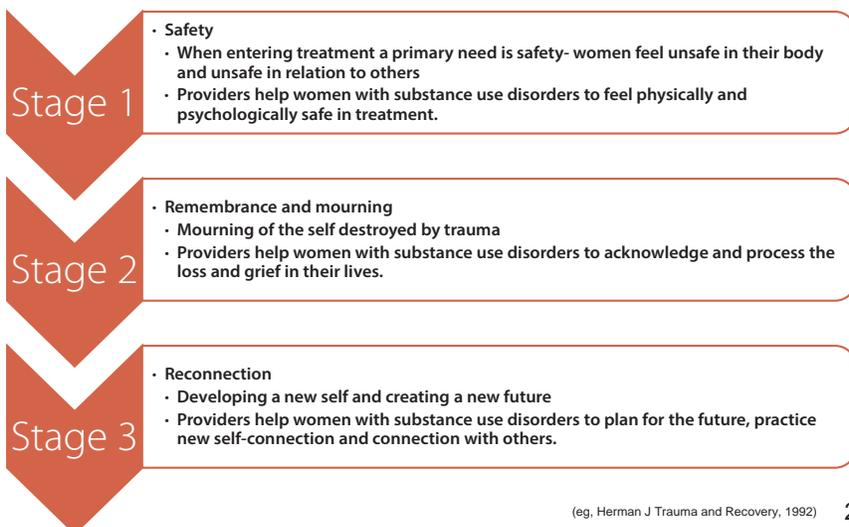 • Safety
• When entering treatment a primary need is safety- women feel unsafe in their body
and unsafe in relation to others
Stage 1
• Providers help women with substance use disorders to feel physically and
psychologically safe in treatment.
• Remembrance and mourning
• Mourning of the self destroyed by trauma
Stage 2
• Providers help women with substance use disorders to acknowledge and process the
loss and grief in their lives.
• Reconnection
• Developing a new self and creating a new future
Stage 3
• Providers help women with substance use disorders to plan for the future, practice
new self-connection and connection with others.
(eg, Herman J Trauma and Recovery, 1992)